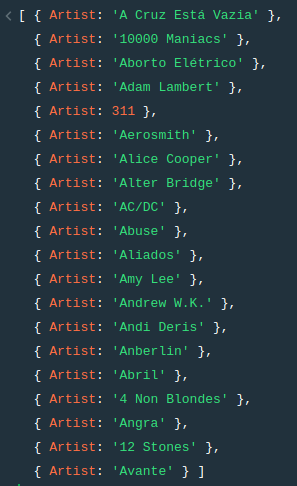 [ { Artist: 'A Cruz Está Vazia' },
{ Artist: '10000 Maniacs' },
{ Artist: 'Aborto Elétrico' },
{ Artist: 'Adam Lambert' },
{ Artist: 311 },
{ Artist: 'Aerosmith' },
{ Artist: 'Alice Cooper' },
{ Artist: 'Alter Bridge' },
{ Artist: 'AC/DC' },
{ Artist: 'Abuse' },
{ Artist: 'Aliados' },
{ Artist: 'Amy Lee' },
{ Artist: 'Andrew W.K.' },
{ Artist: 'Andi Deris' },
{ Artist: 'Anberlin' },
{ Artist: 'Abril' },
{ Artist: '4 Non Blondes' },
{ Artist: 'Angra' },
{ Artist: '12 Stones' },
{ Artist: 'Avante' } ]